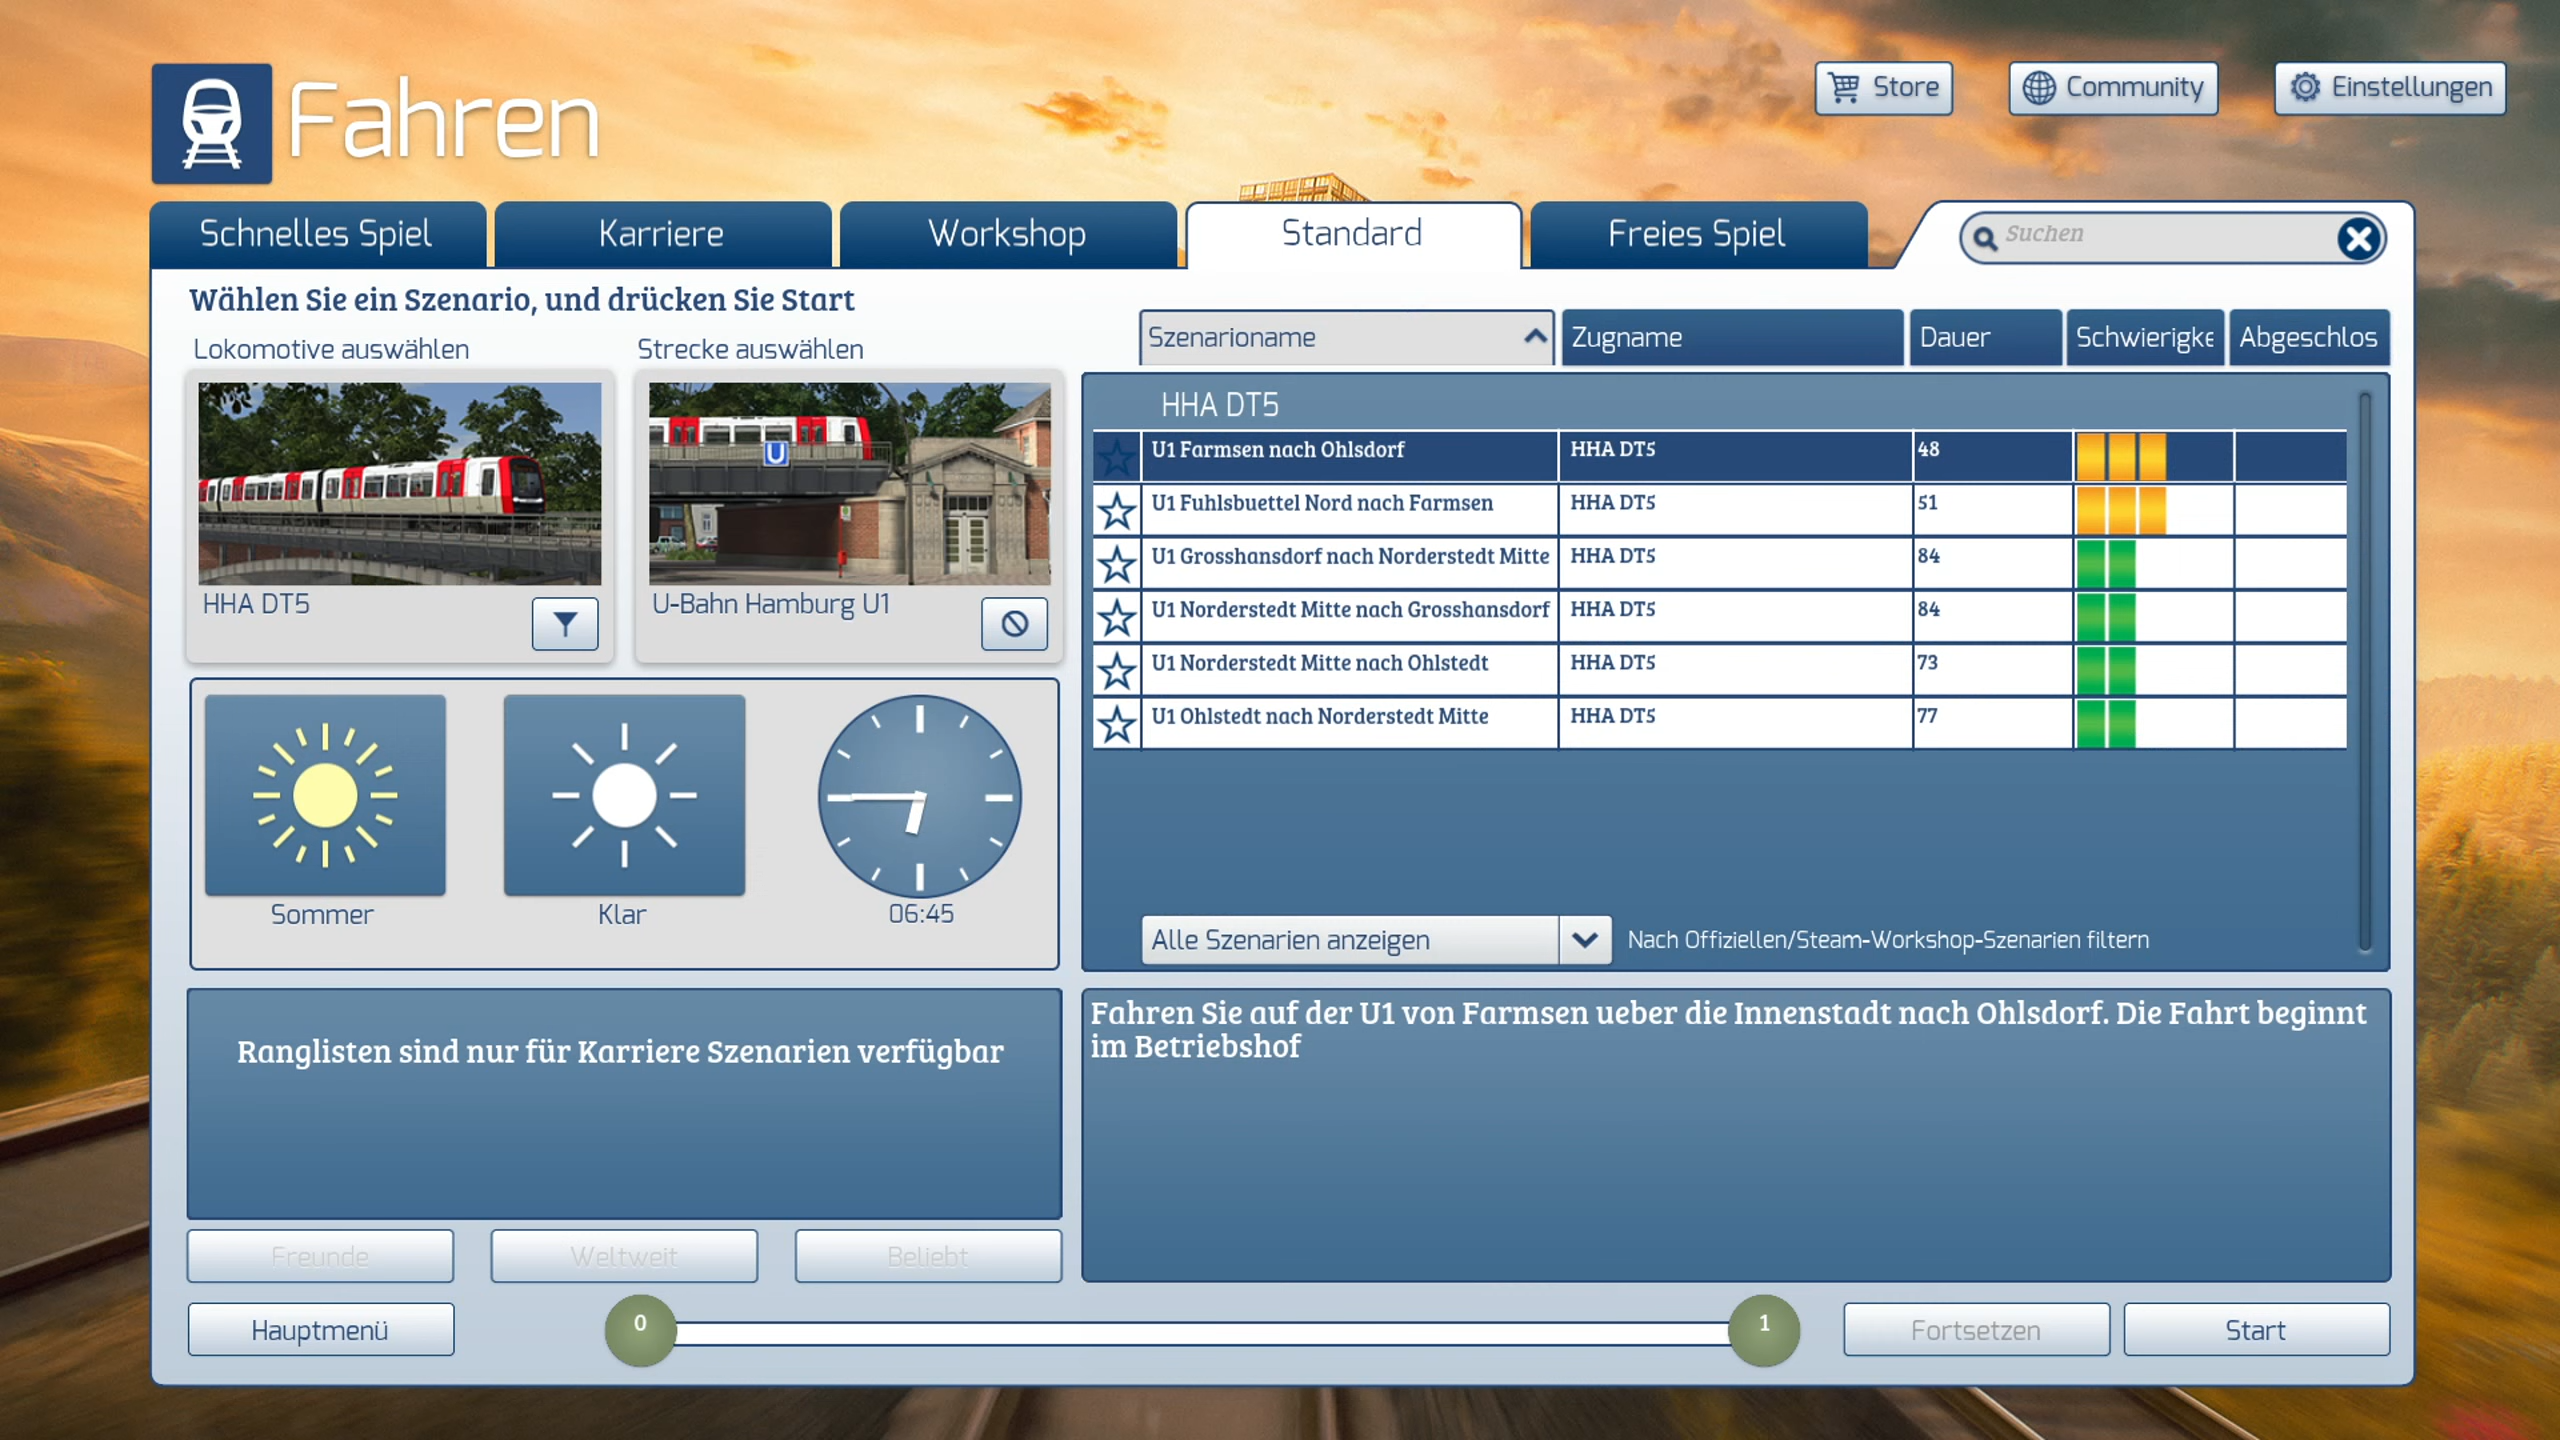 Fahren
Store
Community
Einstellungen
Schnelles Spiel
Karriere
Workshop
Standard
Freies Spiel
Suchen
Wählen Sie ein Szenario, und drücken Sie Start
Lokomotive auswählen
Strecke auswählen
HHA DT5
U
U-Bahn Hamburg U1
Sommer
Klar
06:45
Szenarioname
Zugname
Dauer
Schwierigke
Abgeschlos
HHA DT5
U1 Farmsen nach Ohlsdorf HHA DT5 48
U1 Fuhlsbuettel Nord nach Farmsen HHA DT5 51
U1 Grosshansdorf nach Norderstedt Mitte HHA DT5 84
U1 Norderstedt Mitte nach Grosshansdorf HHA DT5 84
U1 Norderstedt Mitte nach Ohlstedt HHA DT5 73
U1 Ohlstedt nach Norderstedt Mitte HHA DT5 77
Alle Szenarien anzeigen
Nach Offiziellen/Steam-Workshop-Szenarien filtern
Ranglisten sind nur für Karriere Szenarien verfügbar
Fahren Sie auf der U1 von Farmsen ueber die Innenstadt nach Ohlsdorf. Die Fahrt beginnt
im Betriebshof
Freunde
Weltweit
Beliebt
Hauptmenü
0
1
Fortsetzen
Start